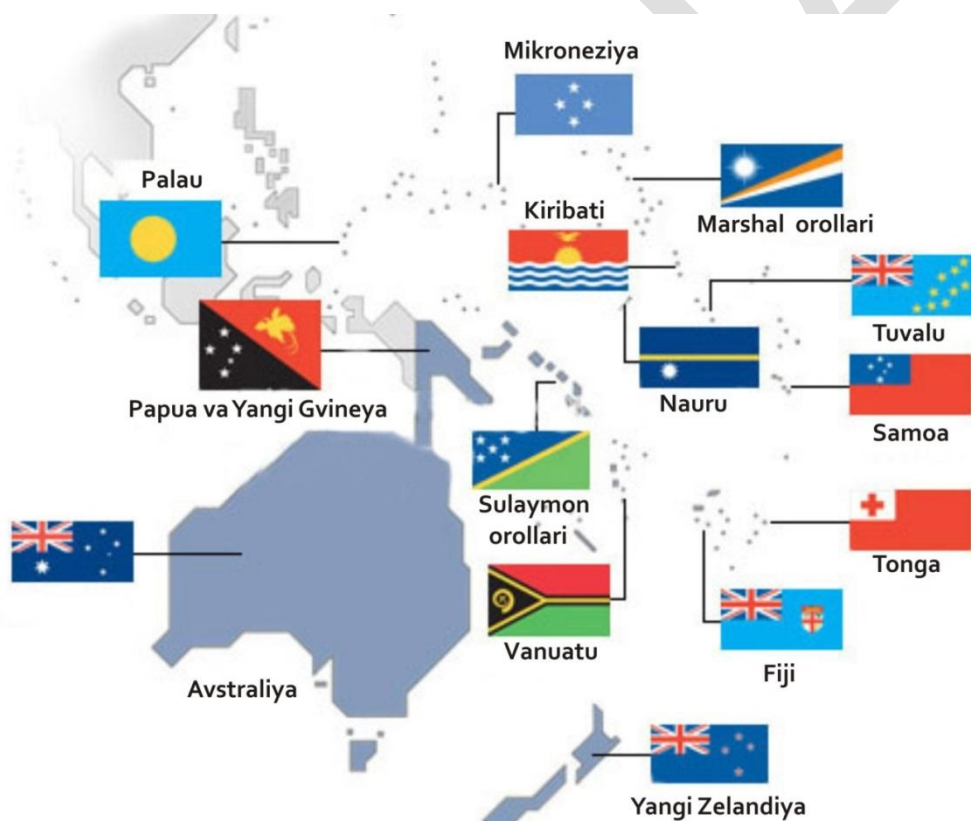 Mikroneziya
Palau
Kiribati
Marshal orollari
Tuvalu
Papua va Yangi Gvineya
Nauru
Samoa
Sulaymon
orollari
Tonga
Vanuatu
Fiji
Avstraliya
Yangi Zelandiya